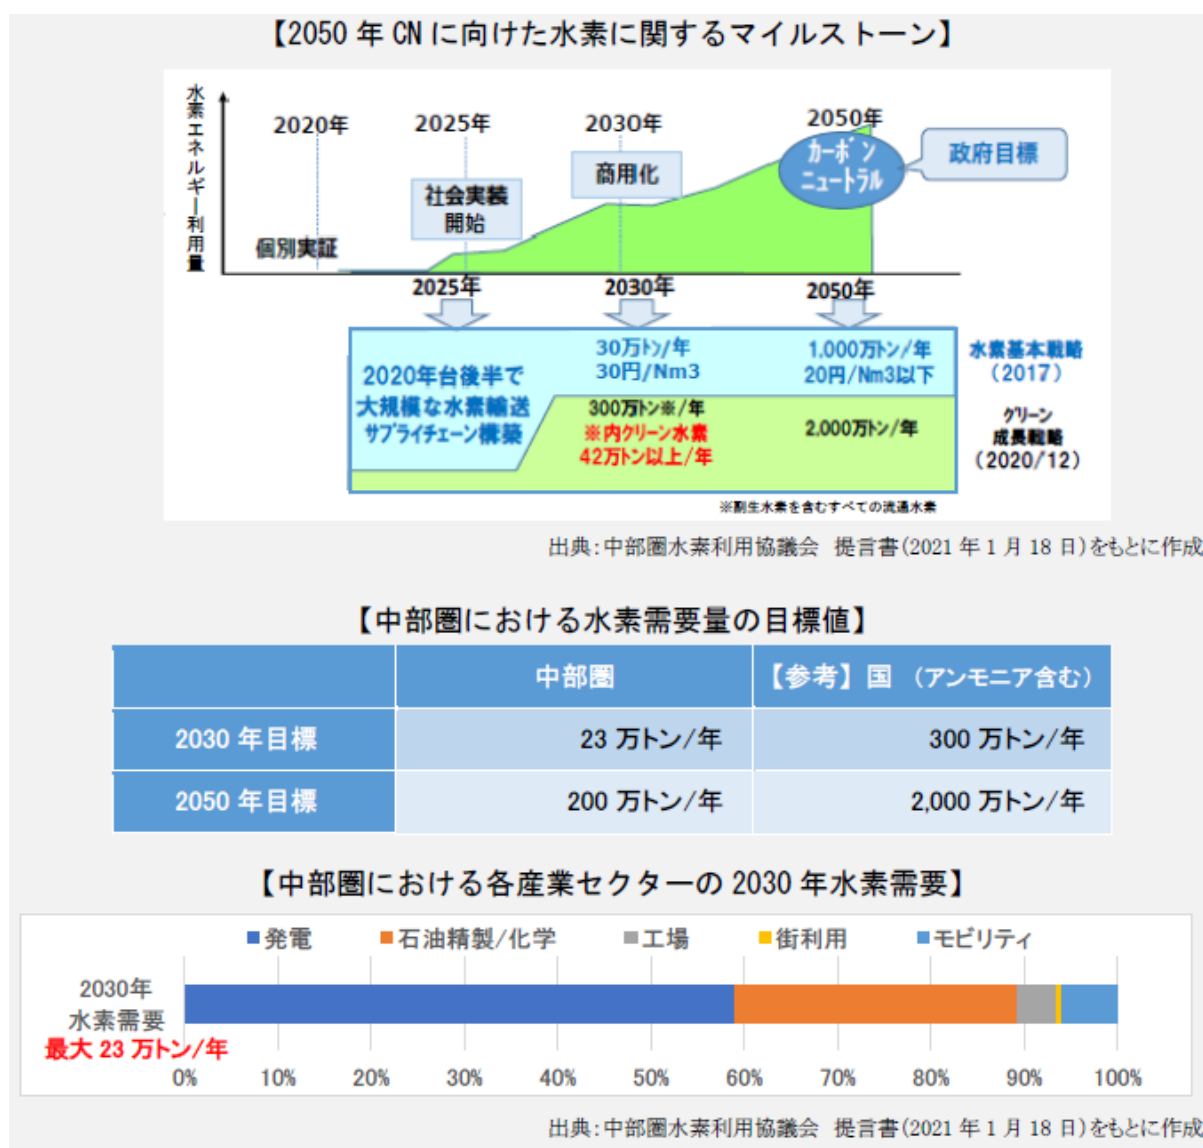 【2050 年 CN に向けた水素に関するマイルストーン】
水素エネルギー利用量
2020年
2025年
2030年
2050年
個別実証
社会実装
開始
商用化
カーボン
ニュートラル
政府目標
2025年
2030年
2050年
2020年台後半で
大規模な水素輸送
サプライチェーン構築
30万トン/年
30円/Nm3
1,000万トン/年
20円/Nm3以下
水素基本戦略
(2017)
300万トン※/年
※内クリーン水素
42万トン以上/年
2,000万トン/年
グリーン
成長戦略
(2020/12)
※副生水素を含むすべての流通水素
出典:中部圏水素利用協議会 提言書(2021 年 1 月 18 日)をもとに作成
【中部圏における水素需要量の目標値】
中部圏 【参考】国 (アンモニア含む)
2030 年目標 23 万トン/年 300 万トン/年
2050 年目標 200 万トン/年 2,000 万トン/年
【中部圏における各産業セクターの 2030 年水素需要】
発電 石油精製/化学 工場 街利用 モビリティ
2030年
水素需要
最大 23 万トン/年
0% 10% 20% 30% 40% 50% 60% 70% 80% 90% 100%
出典:中部圏水素利用協議会 提言書(2021 年 1 月 18 日)をもとに作成